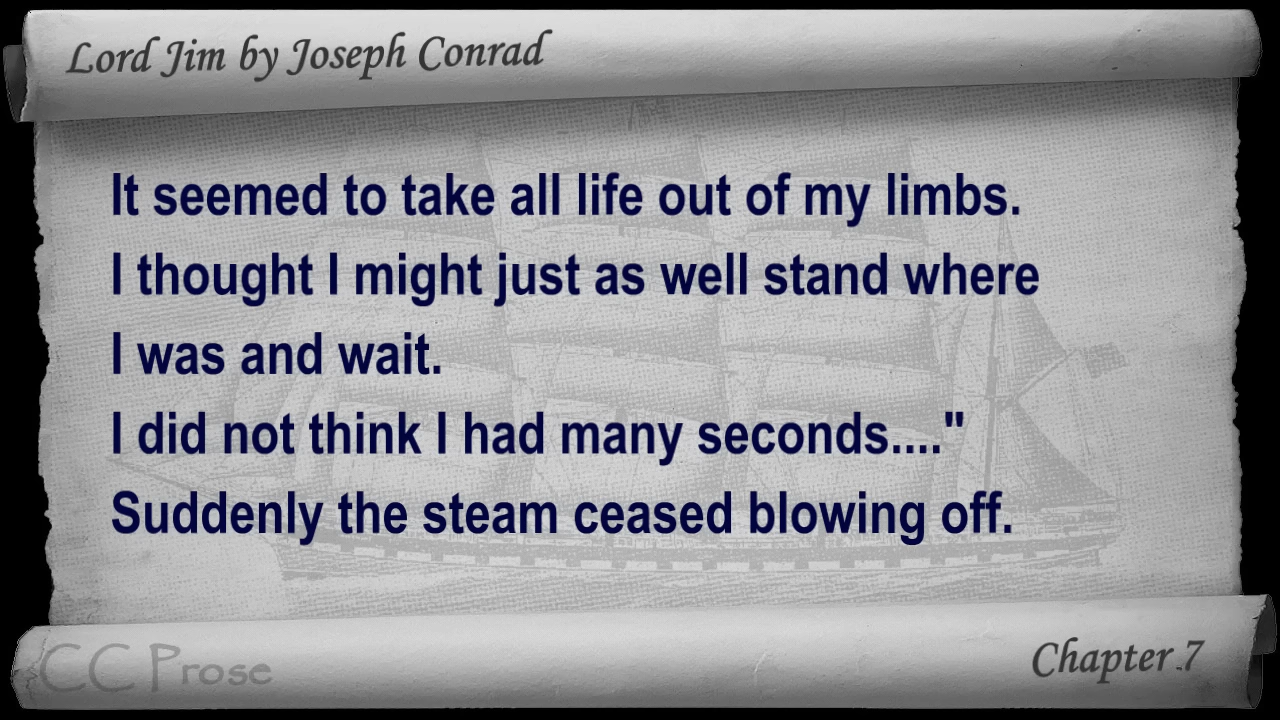 Lord Jim by Joseph Conrad
It seemed to take all life out of my limbs.
I thought I might just as well stand where
I was and wait.
I did not think I had many seconds...."
Suddenly the steam ceased blowing off.
CC Prose
Chapter 7